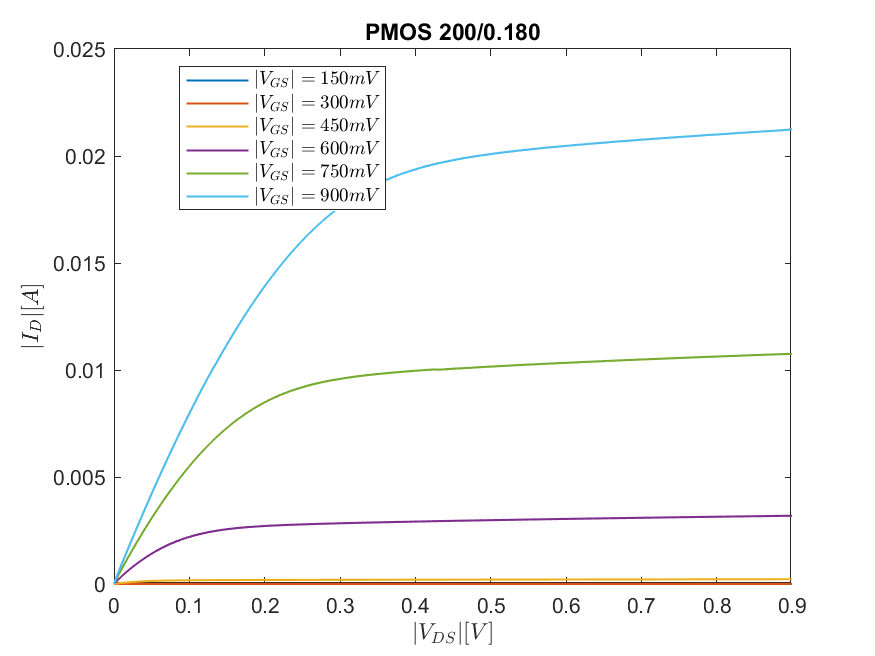 PMOS 200/0.180
0.025
0.02
0.015
0.01
0.005
0
|I_D|[A]
|V_GS| = 150mV
|V_GS| = 300mV
|V_GS| = 450mV
|V_GS| = 600mV
|V_GS| = 750mV
|V_GS| = 900mV
0 0.1 0.2 0.3 0.4 0.5 0.6 0.7 0.8 0.9
|V_DS|[V]